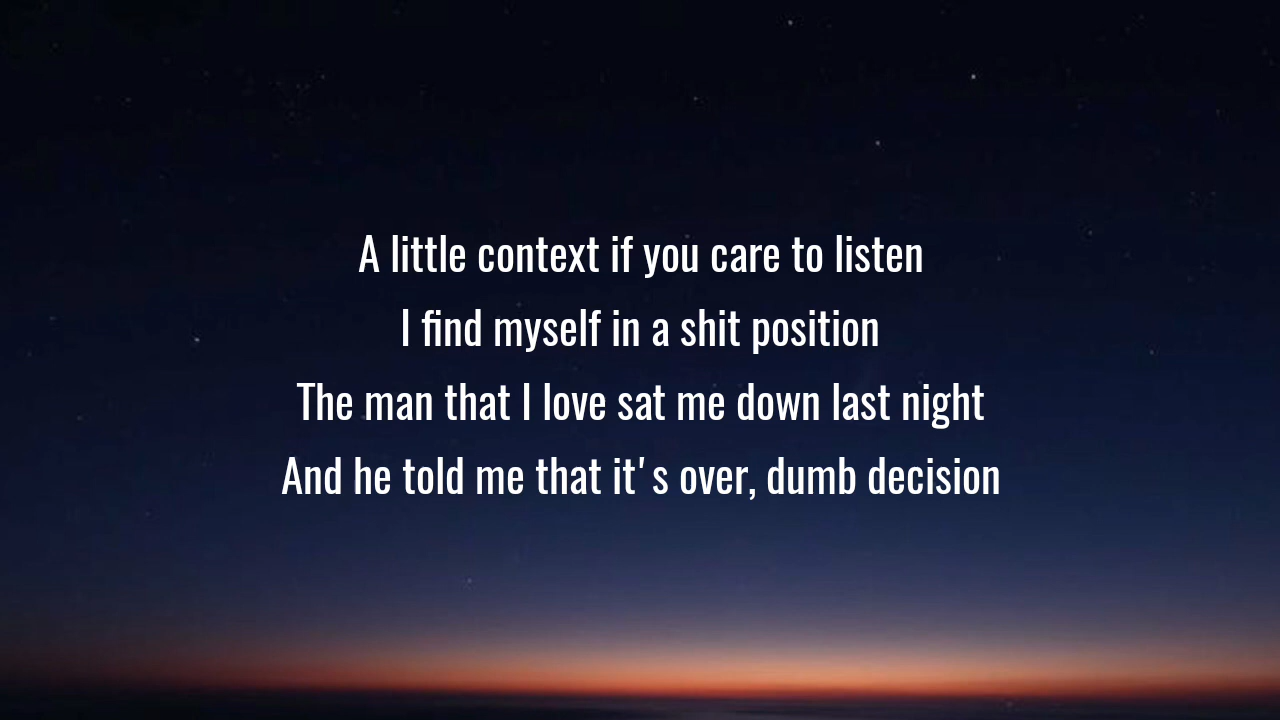 A little context if you care to listen
I find myself in a shit position
The man that I love sat me down last night
And he told me that it's over, dumb decision